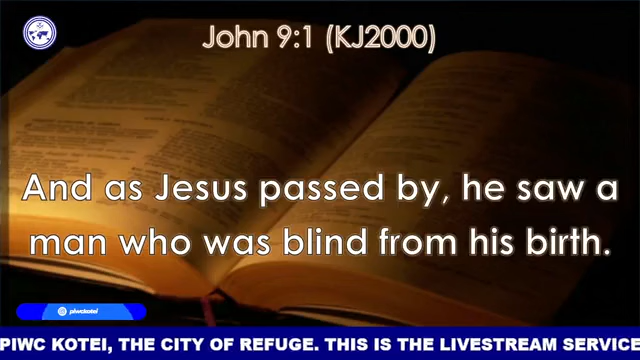 John 9:1 (KJ2000)
And as Jesus passed by, he saw a
man who was blind from his birth.
piwckotei
PIWC KOTEI, THE CITY OF REFUGE. THIS IS THE LIVESTREAM SERVICE